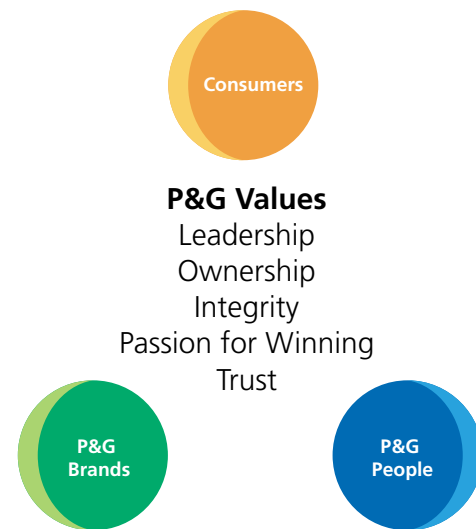 Consumers
P&G Values
Leadership
Ownership
Integrity
Passion for Winning
Trust
P&G
Brands
P&G
People